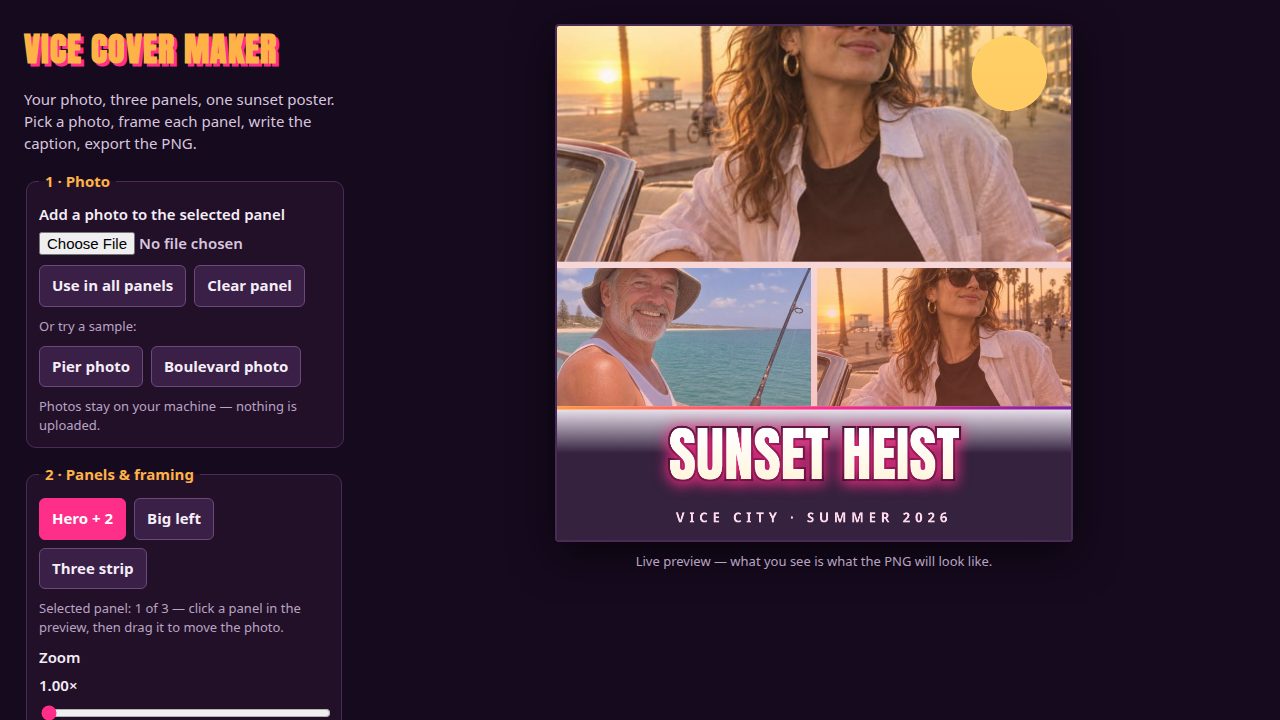 VICE COVER MAKER
Your photo, three panels, one sunset poster.
Pick a photo, frame each panel, write the
caption, export the PNG.
1 · Photo
Add a photo to the selected panel
Choose File No file chosen
Use in all panels Clear panel
Or try a sample:
Pier photo Boulevard photo
Photos stay on your machine — nothing is
uploaded.
2 · Panels & framing
Hero + 2 Big left
Three strip
Selected panel: 1 of 3 — click a panel in the
preview, then drag it to move the photo.
Zoom
1.00×
SUNSET HEIST
VICE CITY · SUMMER 2026
Live preview — what you see is what the PNG will look like.